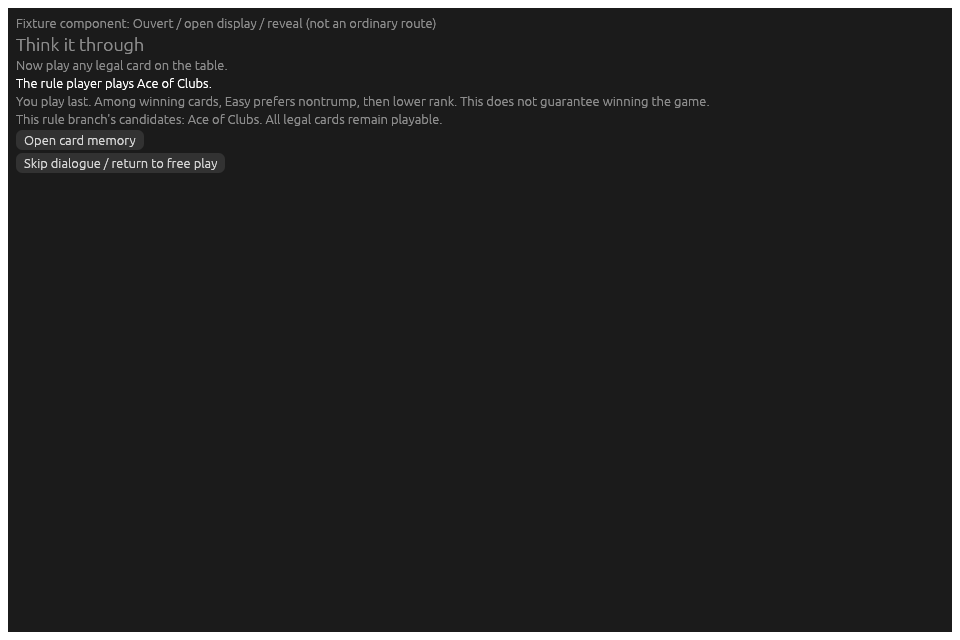 Fixture component: Ouvert / open display / reveal (not an ordinary route)
Think it through
Now play any legal card on the table.
The rule player plays Ace of Clubs.
You play last. Among winning cards, Easy prefers nontrump, then lower rank. This does not guarantee winning the game.
This rule branch's candidates: Ace of Clubs. All legal cards remain playable.
Open card memory
Skip dialogue / return to free play